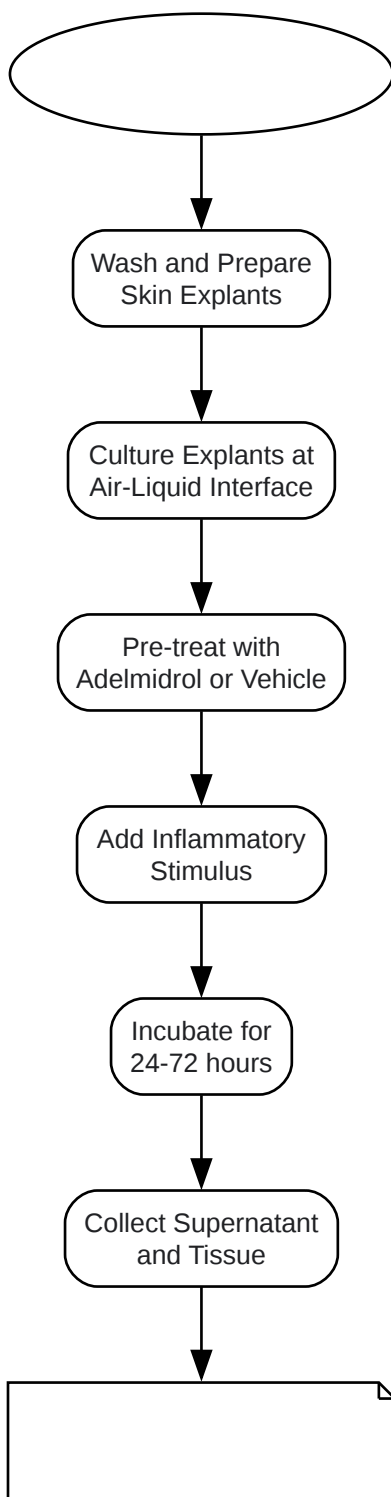 Wash and Prepare
Skin Explants
Culture Explants at
Air-Liquid Interface
Pre-treat with
Adelmidrol or Vehicle
Add Inflammatory
Stimulus
Incubate for
24-72 hours
Collect Supernatant
and Tissue